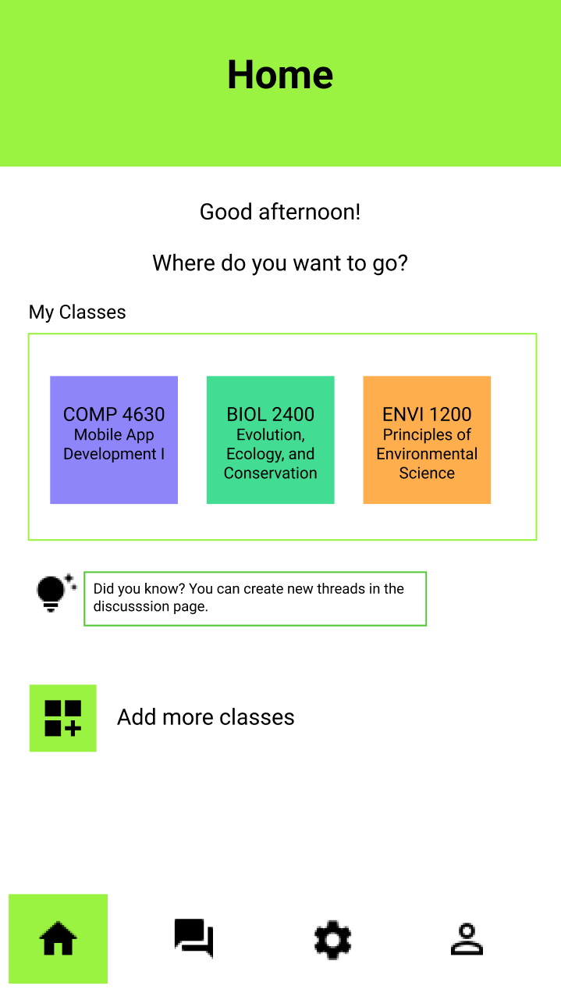 Home
Good afternoon!
Where do you want to go?
My Classes
COMP 4630
Mobile App
Development I
BIOL 2400
Evolution,
Ecology, and
Conservation
ENVI 1200
Principles of
Environmental
Science
Did you know? You can create new threads in the
discusssion page.
Add more classes